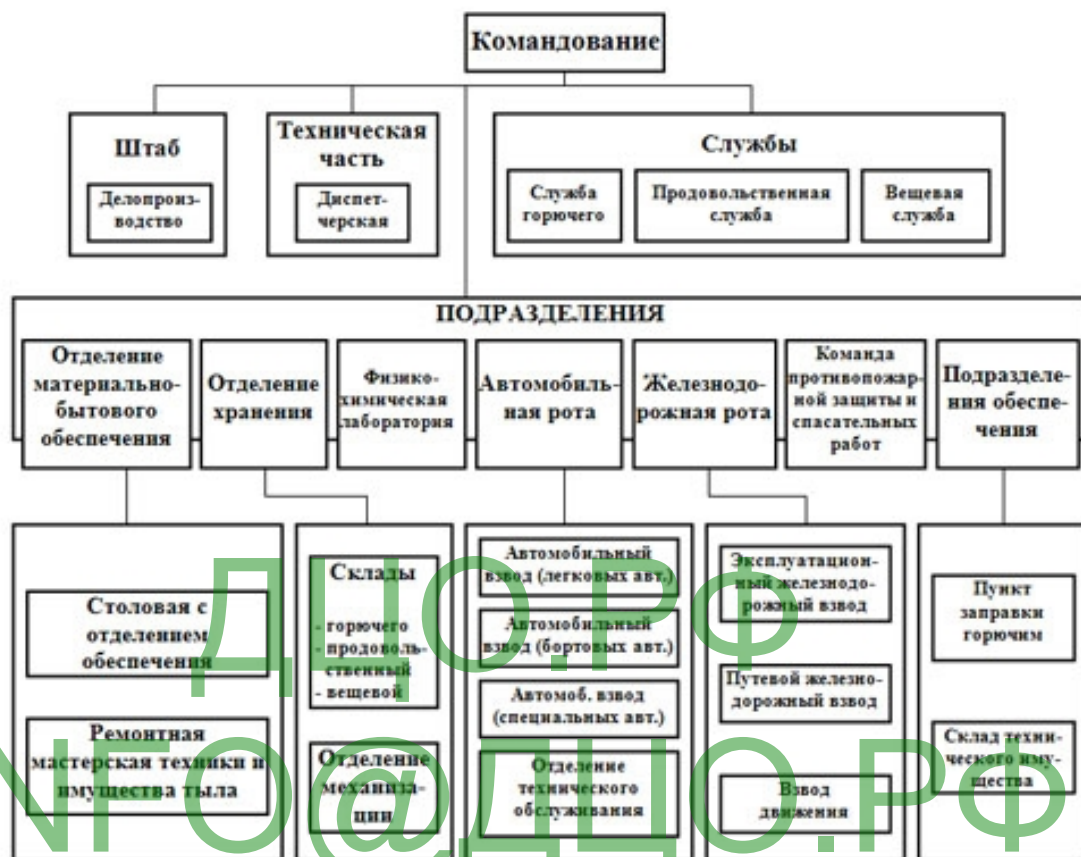 Командование
Штаб
Делопроиз-
водство
Техническая
часть
Диспет-
черская
Службы
Служба
горючего
Продовольственная
служба
Вещевая
служба
ПОДРАЗДЕЛЕНИЯ
Отделение
материально-
бытового
обеспечения
Отделение
хранения
Физико-
химическая
лаборатория
Автомобиль-
ная рота
Железнодо-
рожная рота
Команда
противопожар-
ной защиты и
спасательных
работ
Подразделе-
ния обеспе-
чения
Столовая с
отделением
обеспечения
Ремонтная
мастерская техники и
имущества тыла
Склады
- горючего
- продоволь-
ственный
- вещевой
Отделение
механиза-
ции
Автомобильный
взвод (легковых авт.)
Автомобильный
взвод (бортовых авт.)
Автомоб. взвод
(специальных авт.)
Отделение
технического
обслуживания
Эксплуатацион-
ный железнодо-
рожный взвод
Путевой железно-
дорожный взвод
Взвод
движения
Пункт
заправки
горючим
Склад техни-
ческого иму-
щества
ДЦО.РФ
NFO@ДЦО.РФ